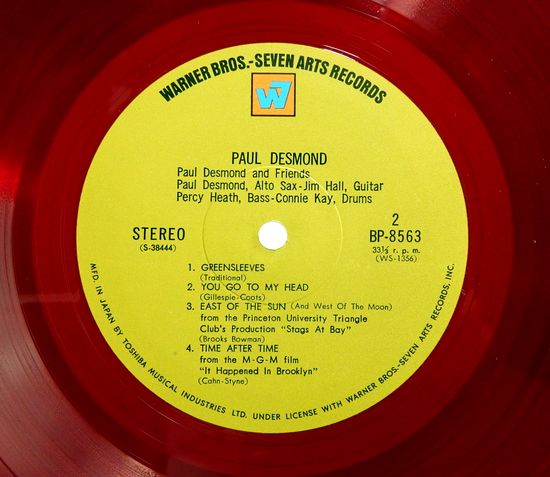 WARNER BROS.-SEVEN ARTS RECORDS
W7
PAUL DESMOND
Paul Desmond and Friends
Paul Desmond, Alto Sax-Jim Hall, Guitar
Percy Heath, Bass-Connie Kay, Drums
STEREO
(S-38444)
2
BP-8563
33⅓ r. p. m.
(WS-1356)
1. GREENSLEEVES
(Traditional)
2. YOU GO TO MY HEAD
(Gillespie-Coots)
3. EAST OF THE SUN (And West Of The Moon)
from the Princeton University Triangle
Club's Production "Stags At Bay"
(Brooks Bowman)
4. TIME AFTER TIME
from the M-G-M film
"It Happened In Brooklyn"
(Cahn-Styne)
MFD. IN JAPAN BY TOSHIBA MUSICAL INDUSTRIES LTD. UNDER LICENSE WITH WARNER BROS.-SEVEN ARTS RECORDS, INC.